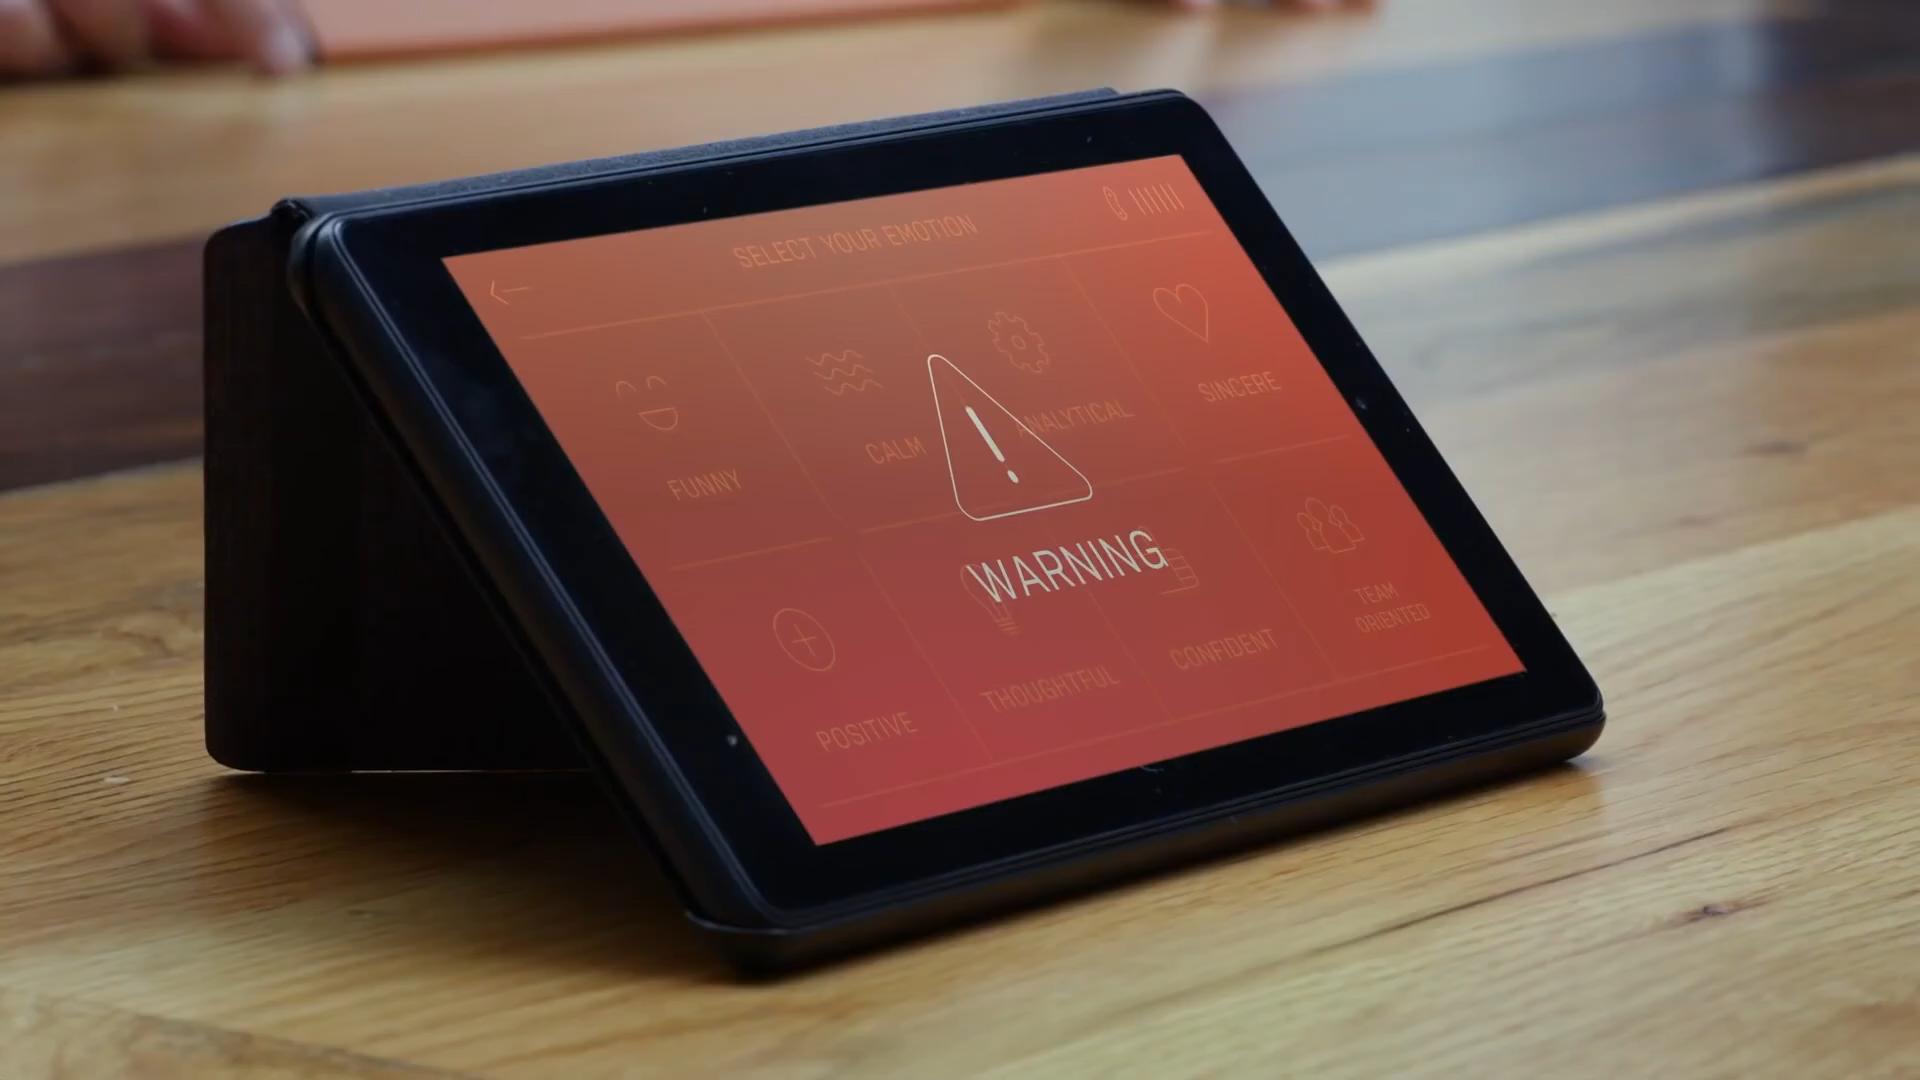 SELECT YOUR EMOTION
FUNNY
CALM
ANALYTICAL
SINCERE
WARNING
POSITIVE
THOUGHTFUL
CONFIDENT
TEAM
ORIENTED